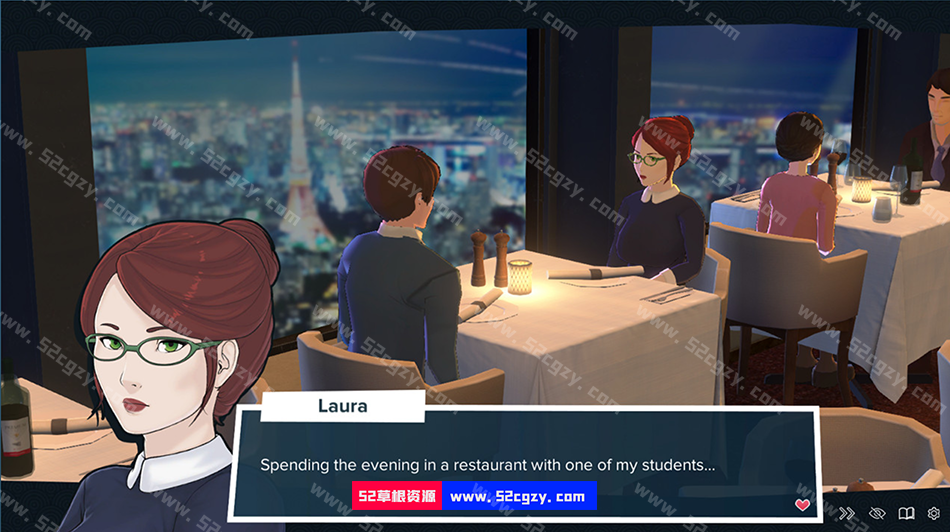 Laura
Spending the evening in a restaurant with one of my students...
52草根资源 www.52cgzy.com
www.52cgzy.com